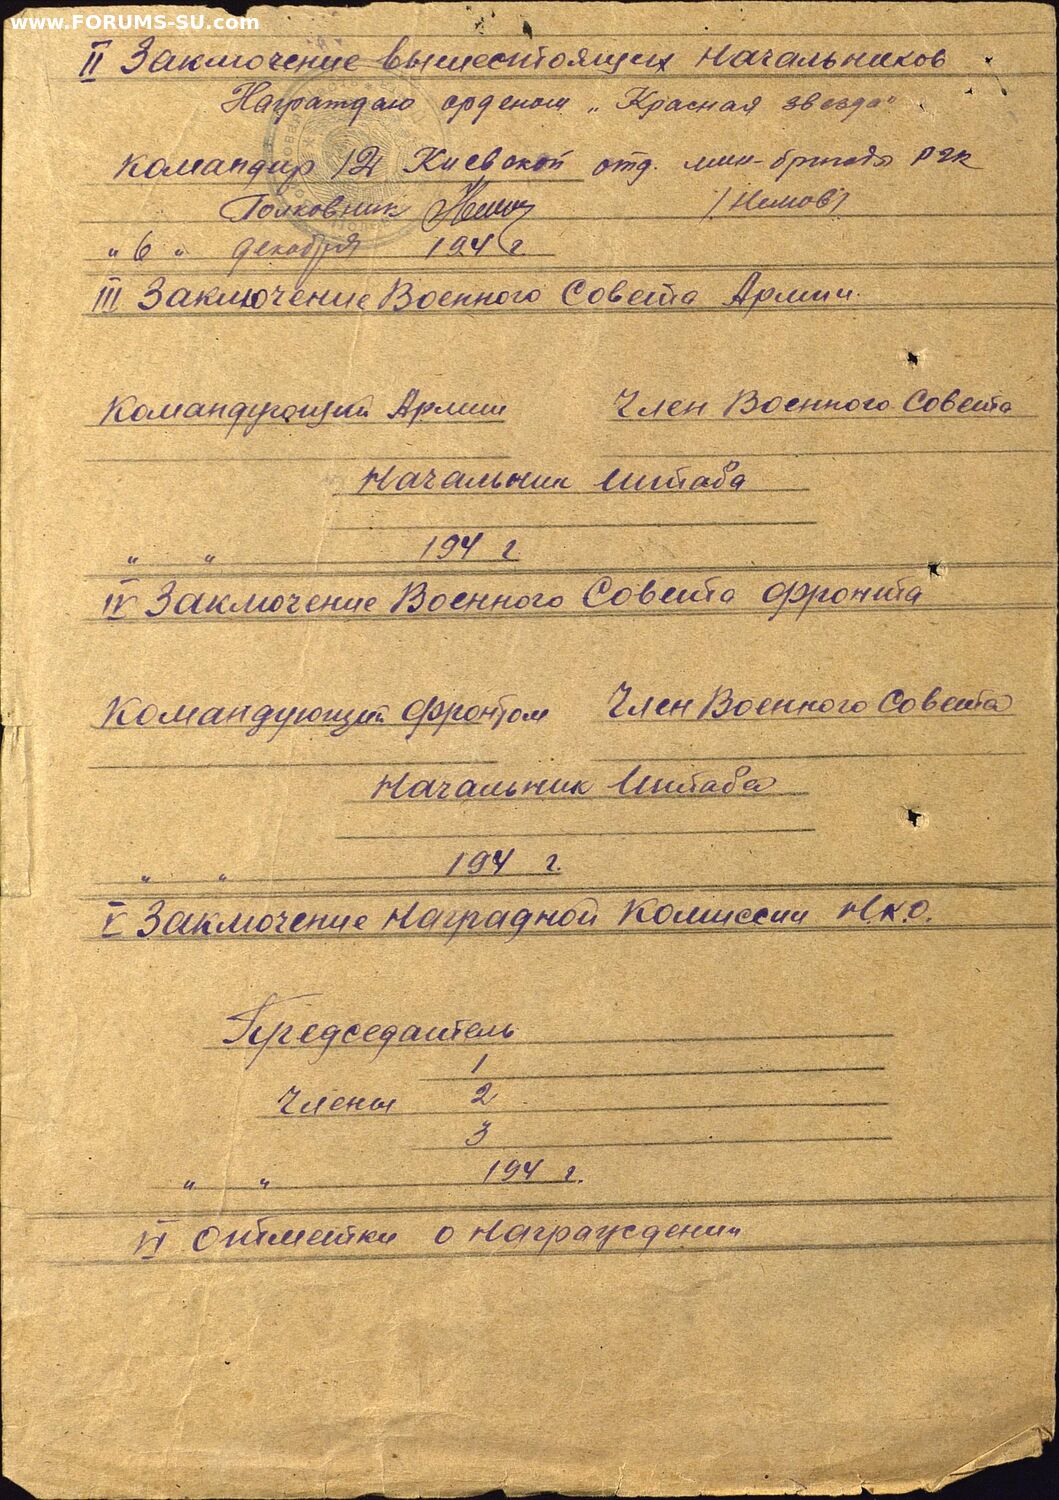 www.FORUMS-SU.com
II Заключение вышестоящих Начальников
Награждаю орденом „Красная звезда“
Командир 12 Киевской отд. мин-бригады РГК
Полковник /Немов/
„6“ декабря 194 г.
III Заключение Военного Совета Армии.
Командующий Армии Член Военного Совета
Начальник Штаба
„ “ 194 г
IV Заключение Военного Совета Фронта
Командующий Фронтом Член Военного Совета
Начальник Штаба
„ “ 194 г.
V Заключение Наградной Комиссии Н.К.О.
Председатель
1
Члены 2
3
„ “ 194 г.
VI Отметки о Награждении